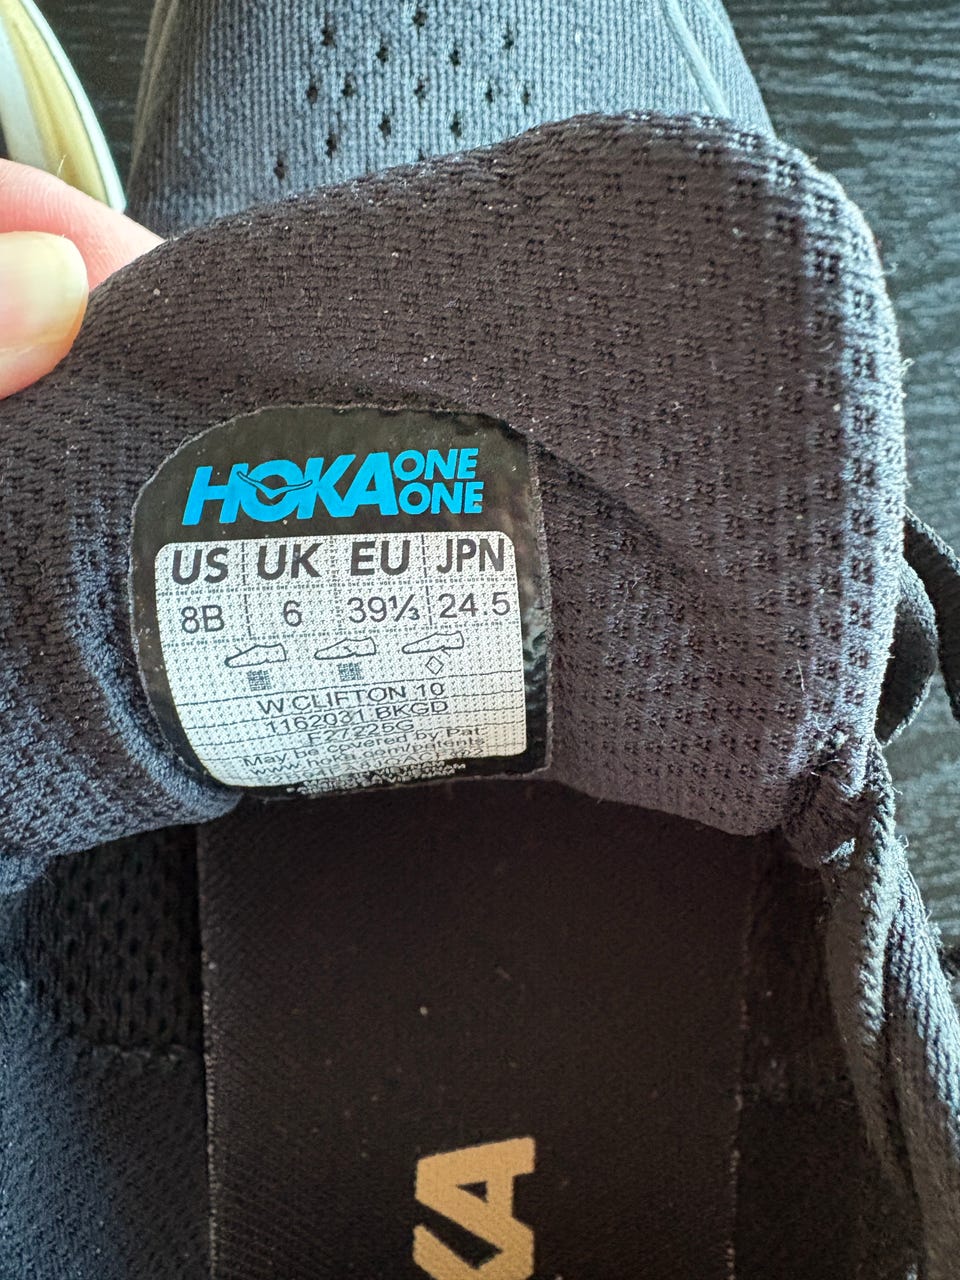 HOKA ONE ONE
US UK EU JPN
8B 6 39⅓ 24.5
W CLIFTON 10
1162031 BKGD
F27225G
May be covered by Pat.
KA